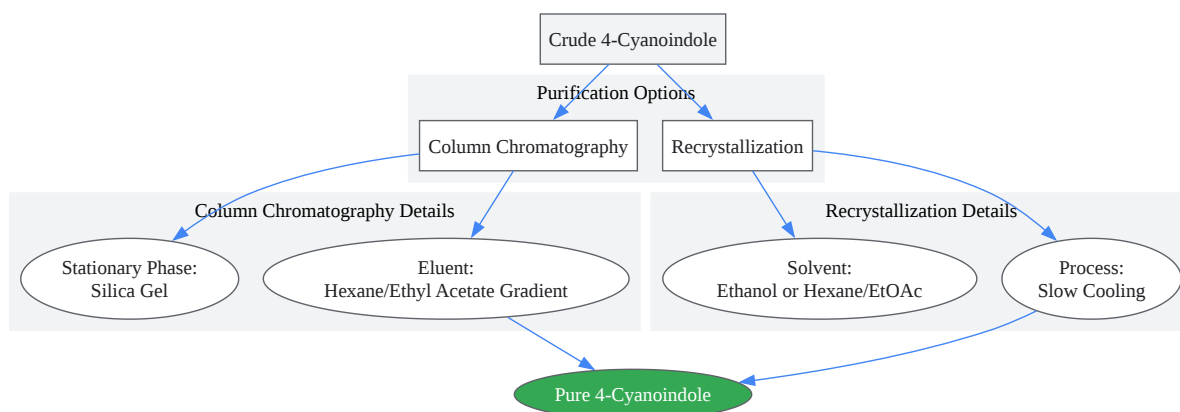 Crude 4-Cyanoindole
Purification Options
Column Chromatography
Recrystallization
Column Chromatography Details
Recrystallization Details
Stationary Phase:
Silica Gel
Eluent:
Hexane/Ethyl Acetate Gradient
Solvent:
Ethanol or Hexane/EtOAc
Process:
Slow Cooling
Pure 4-Cyanoindole